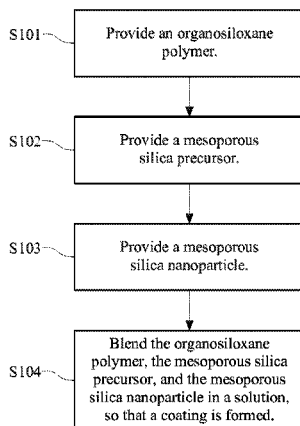 S101
Provide an organosiloxane
polymer.
S102
Provide a mesoporous
silica precursor.
S103
Provide a mesoporous
silica nanoparticle.
S104
Blend the organosiloxane
polymer, the mesoporous silica
precursor, and the mesoporous
silica nanoparticle in a solution,
so that a coating is formed.